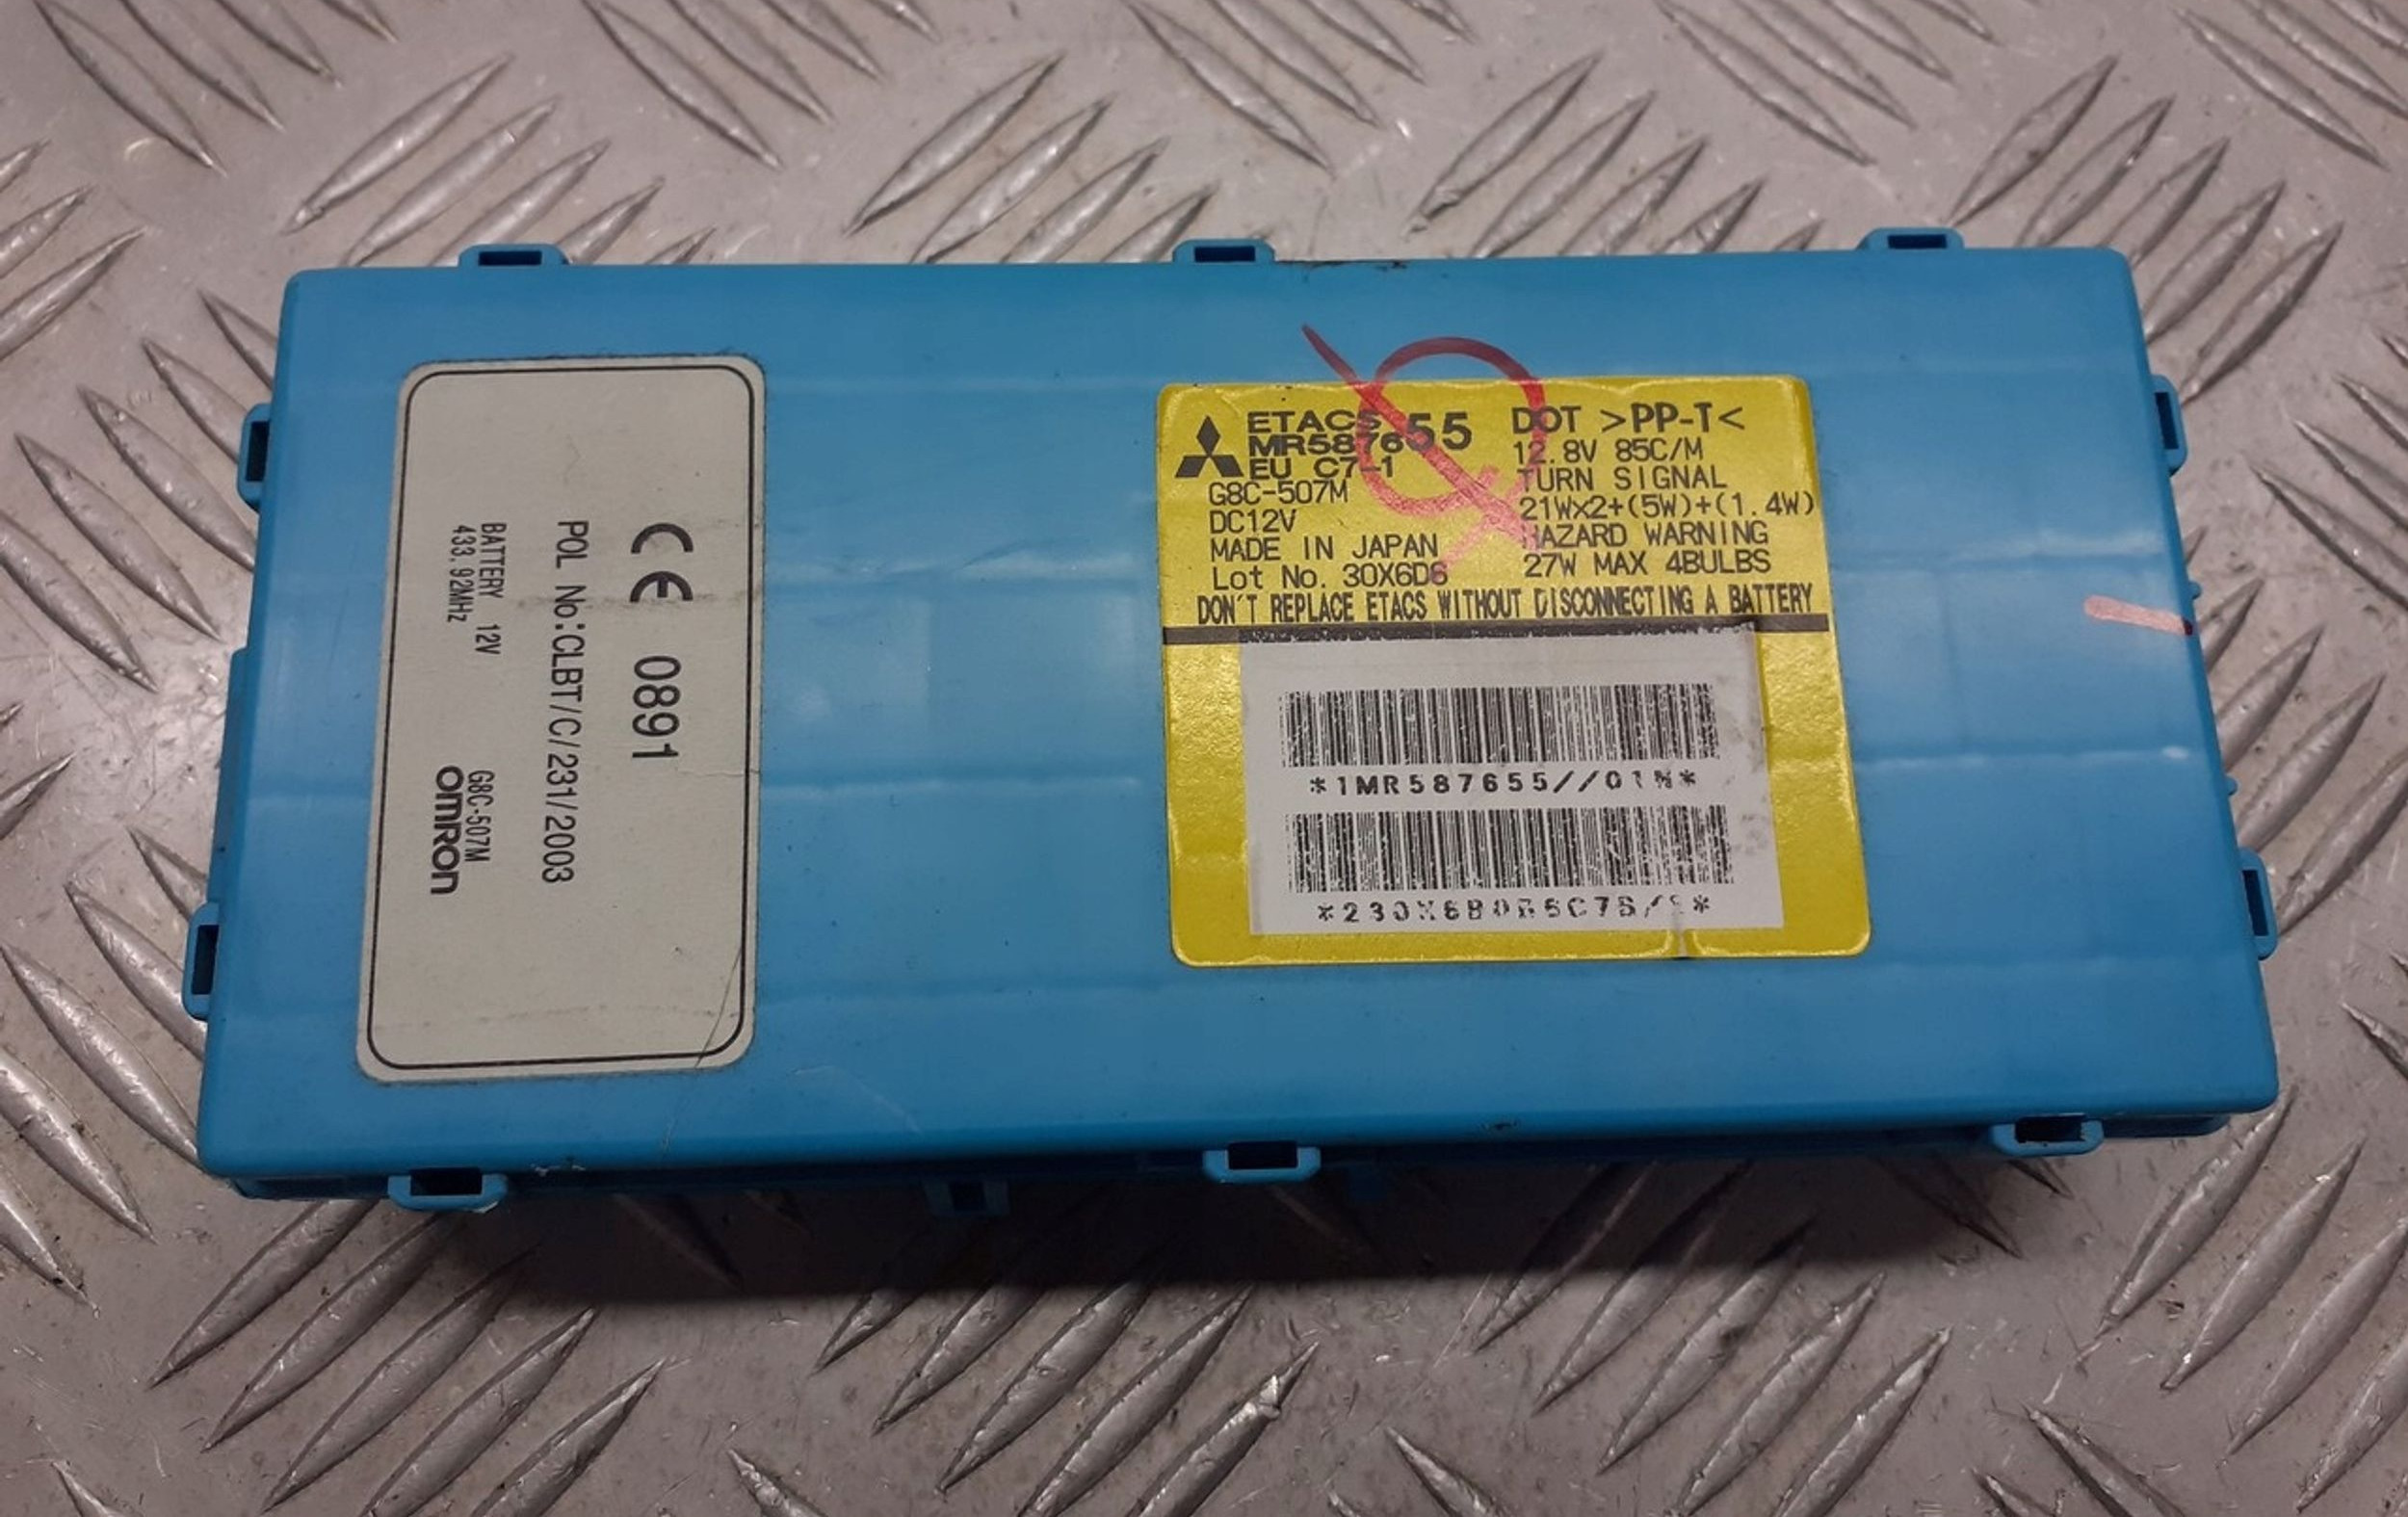 CE 0891
POL No:CLBT/C/231/2003
BATTERY 12V
433.92MHz
G8C-507M
OMRON
ETACS
MR587655
EU C7-1
G8C-507M
DC12V
MADE IN JAPAN
Lot No. 30X6D6
DOT >PP-T<
12.8V 85C/M
TURN SIGNAL
21Wx2+(5W)+(1.4W)
HAZARD WARNING
27W MAX 4BULBS
DON'T REPLACE ETACS WITHOUT DISCONNECTING A BATTERY
*1MR587655//01N*